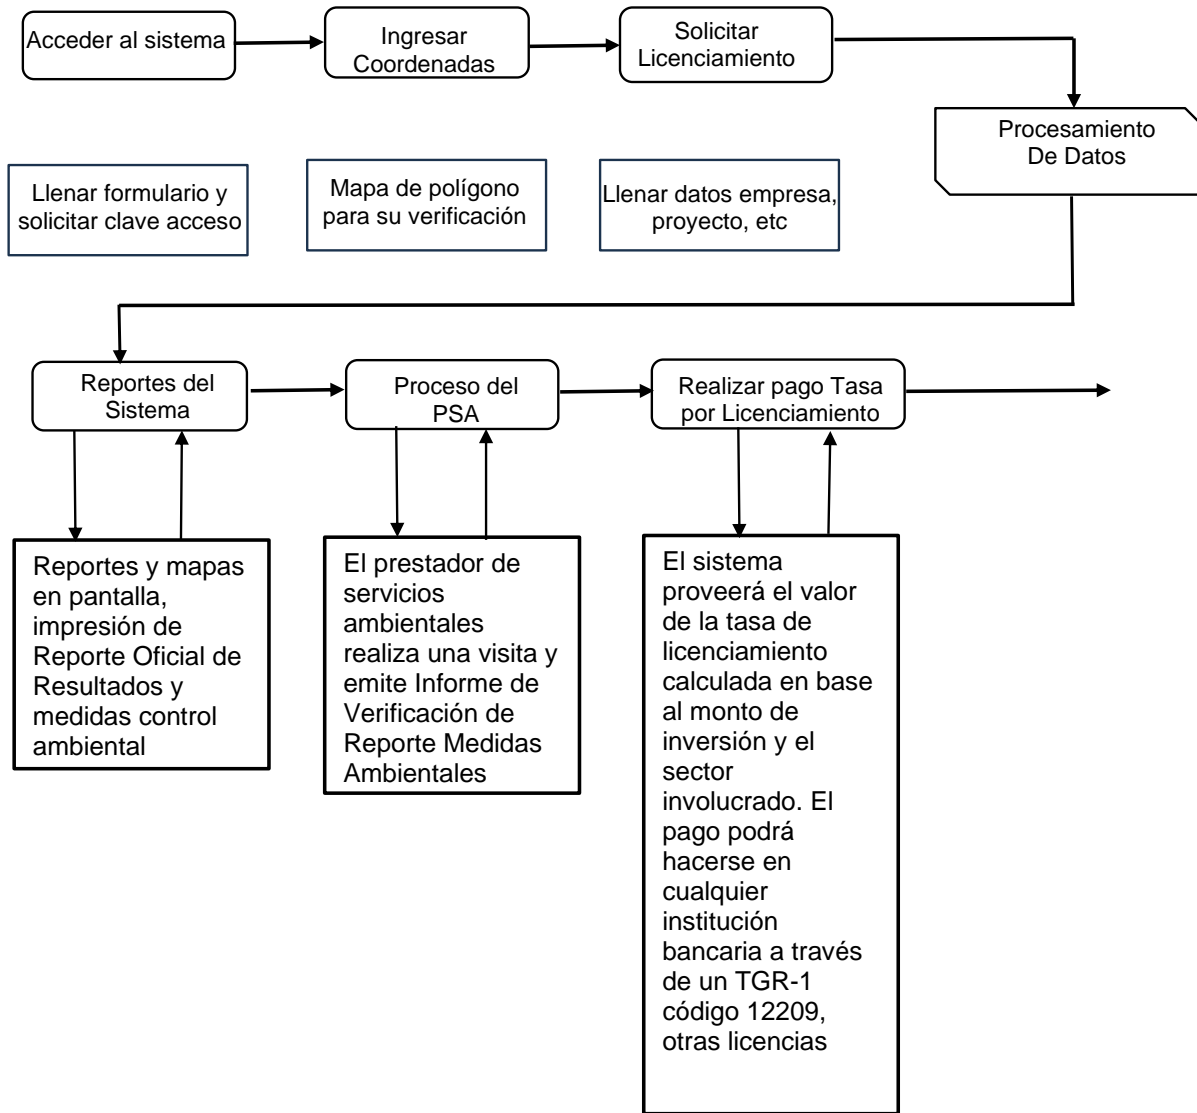 Acceder al sistema
Ingresar
Coordenadas
Solicitar
Licenciamiento
Procesamiento
De Datos
Llenar formulario y
solicitar clave acceso
Mapa de polígono
para su verificación
Llenar datos empresa,
proyecto, etc
Reportes del
Sistema
Proceso del
PSA
Realizar pago Tasa
por Licenciamiento
Reportes y mapas
en pantalla,
impresión de
Reporte Oficial de
Resultados y
medidas control
ambiental
El prestador de
servicios
ambientales
realiza una visita y
emite Informe de
Verificación de
Reporte Medidas
Ambientales
El sistema
proveerá el valor
de la tasa de
licenciamiento
calculada en base
al monto de
inversión y el
sector
involucrado. El
pago podrá
hacerse en
cualquier
institución
bancaria a través
de un TGR-1
código 12209,
otras licencias